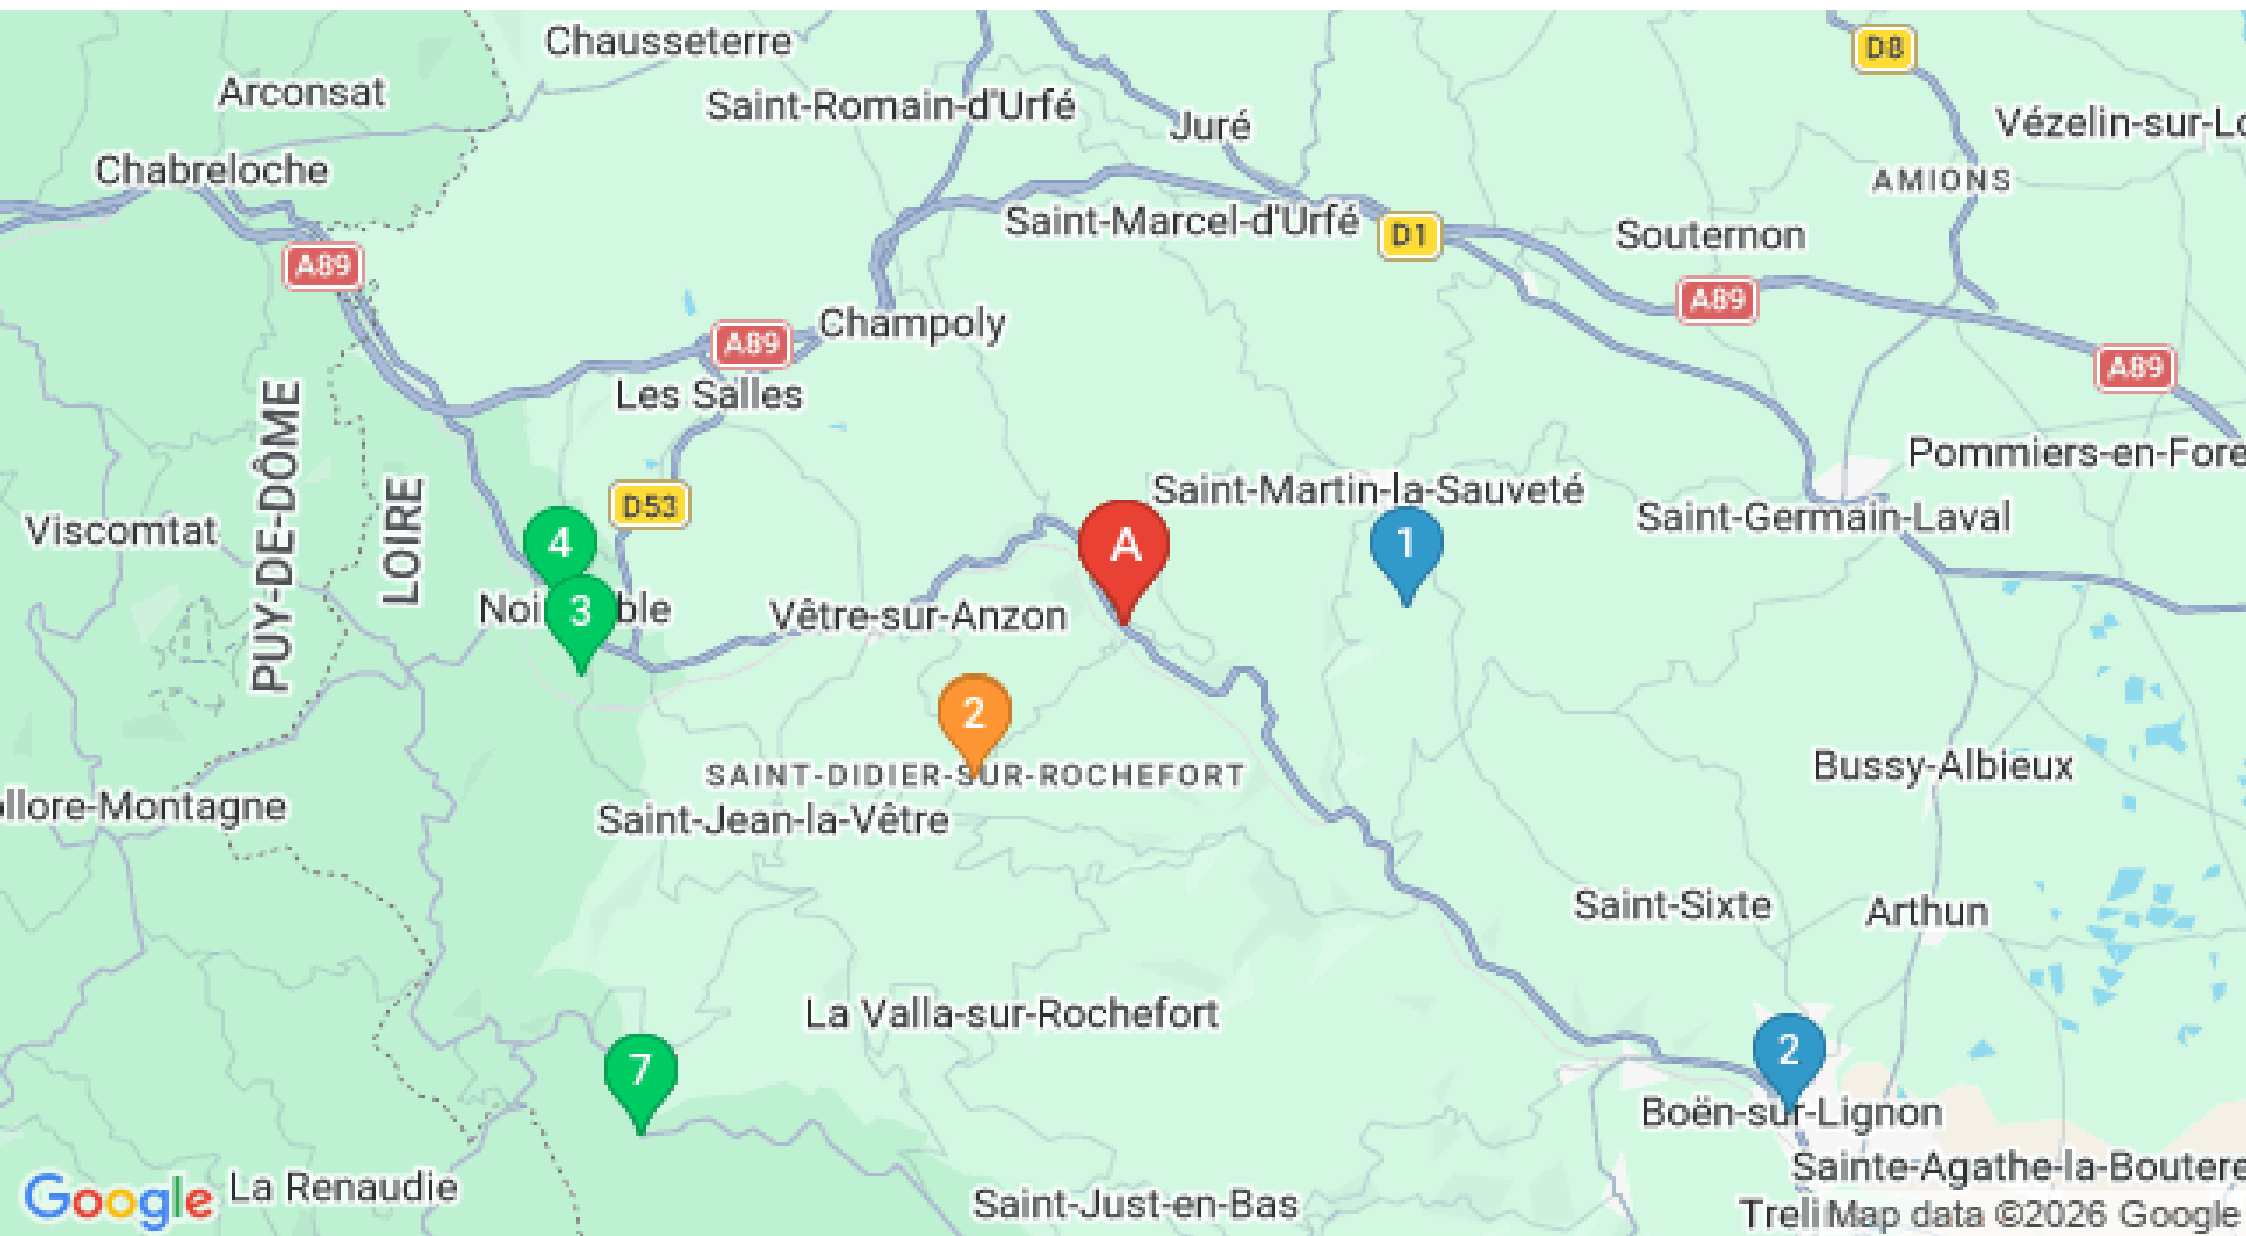 Chausseterre
Arconsat
Saint-Romain-d'Urfé
Juré
D8
Vézelin-sur-Lo
Chabreloche
AMIONS
Saint-Marcel-d'Urfé
D1
Souternon
A89
A89
Champoly
A89
A89
Les Salles
PUY-DE-DÔME
LOIRE
Pommiers-en-Fore
Saint-Martin-la-Sauveté
D53
Saint-Germain-Laval
Viscomtat
4
A
1
Noi ble
3
Vêtre-sur-Anzon
2
SAINT-DIDIER-SUR-ROCHEFORT
Bussy-Albieux
llore-Montagne
Saint-Jean-la-Vêtre
Saint-Sixte
Arthun
La Valla-sur-Rochefort
7
2
Boën-sur-Lignon
Sainte-Agathe-la-Boutere
La Renaudie
Saint-Just-en-Bas
Google
Treli
Map data ©2026 Google